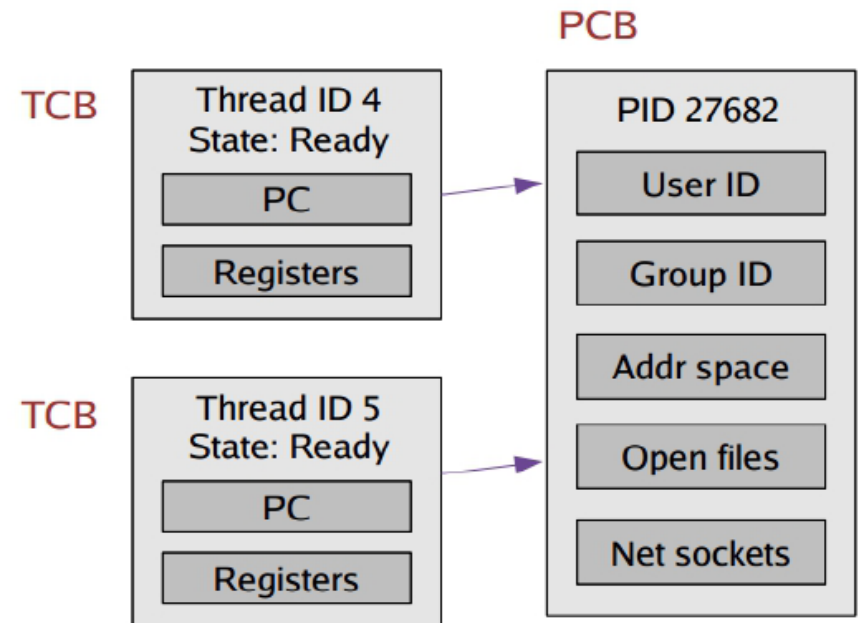 PCB
TCB
Thread ID 4
State: Ready
PC
Registers
TCB
Thread ID 5
State: Ready
PC
Registers
PID 27682
User ID
Group ID
Addr space
Open files
Net sockets